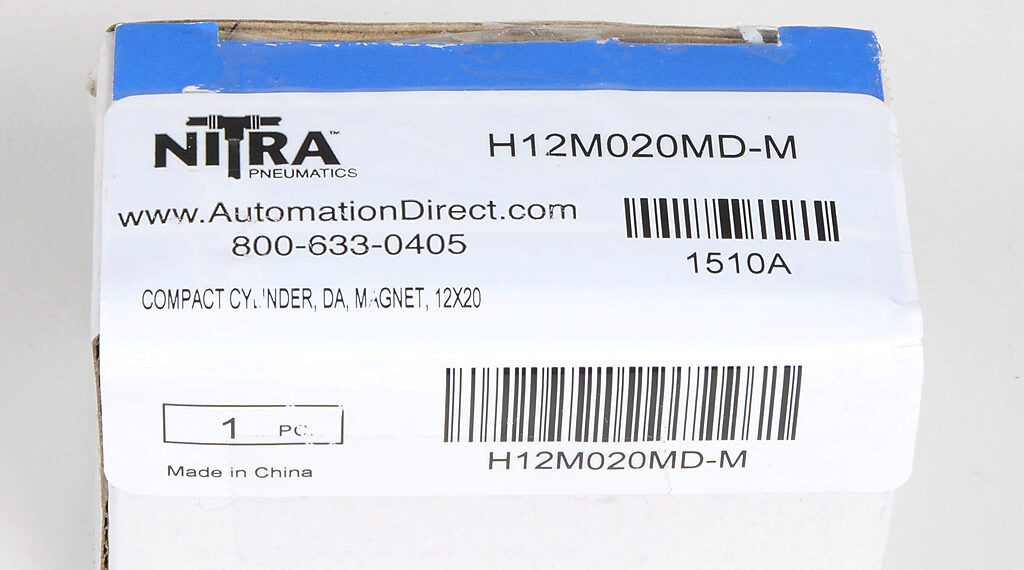 NITRA™
PNEUMATICS
H12M020MD-M
www.AutomationDirect.com
800-633-0405
1510A
COMPACT CYLINDER, DA, MAGNET, 12X20
1 PC.
Made in China
H12M020MD-M